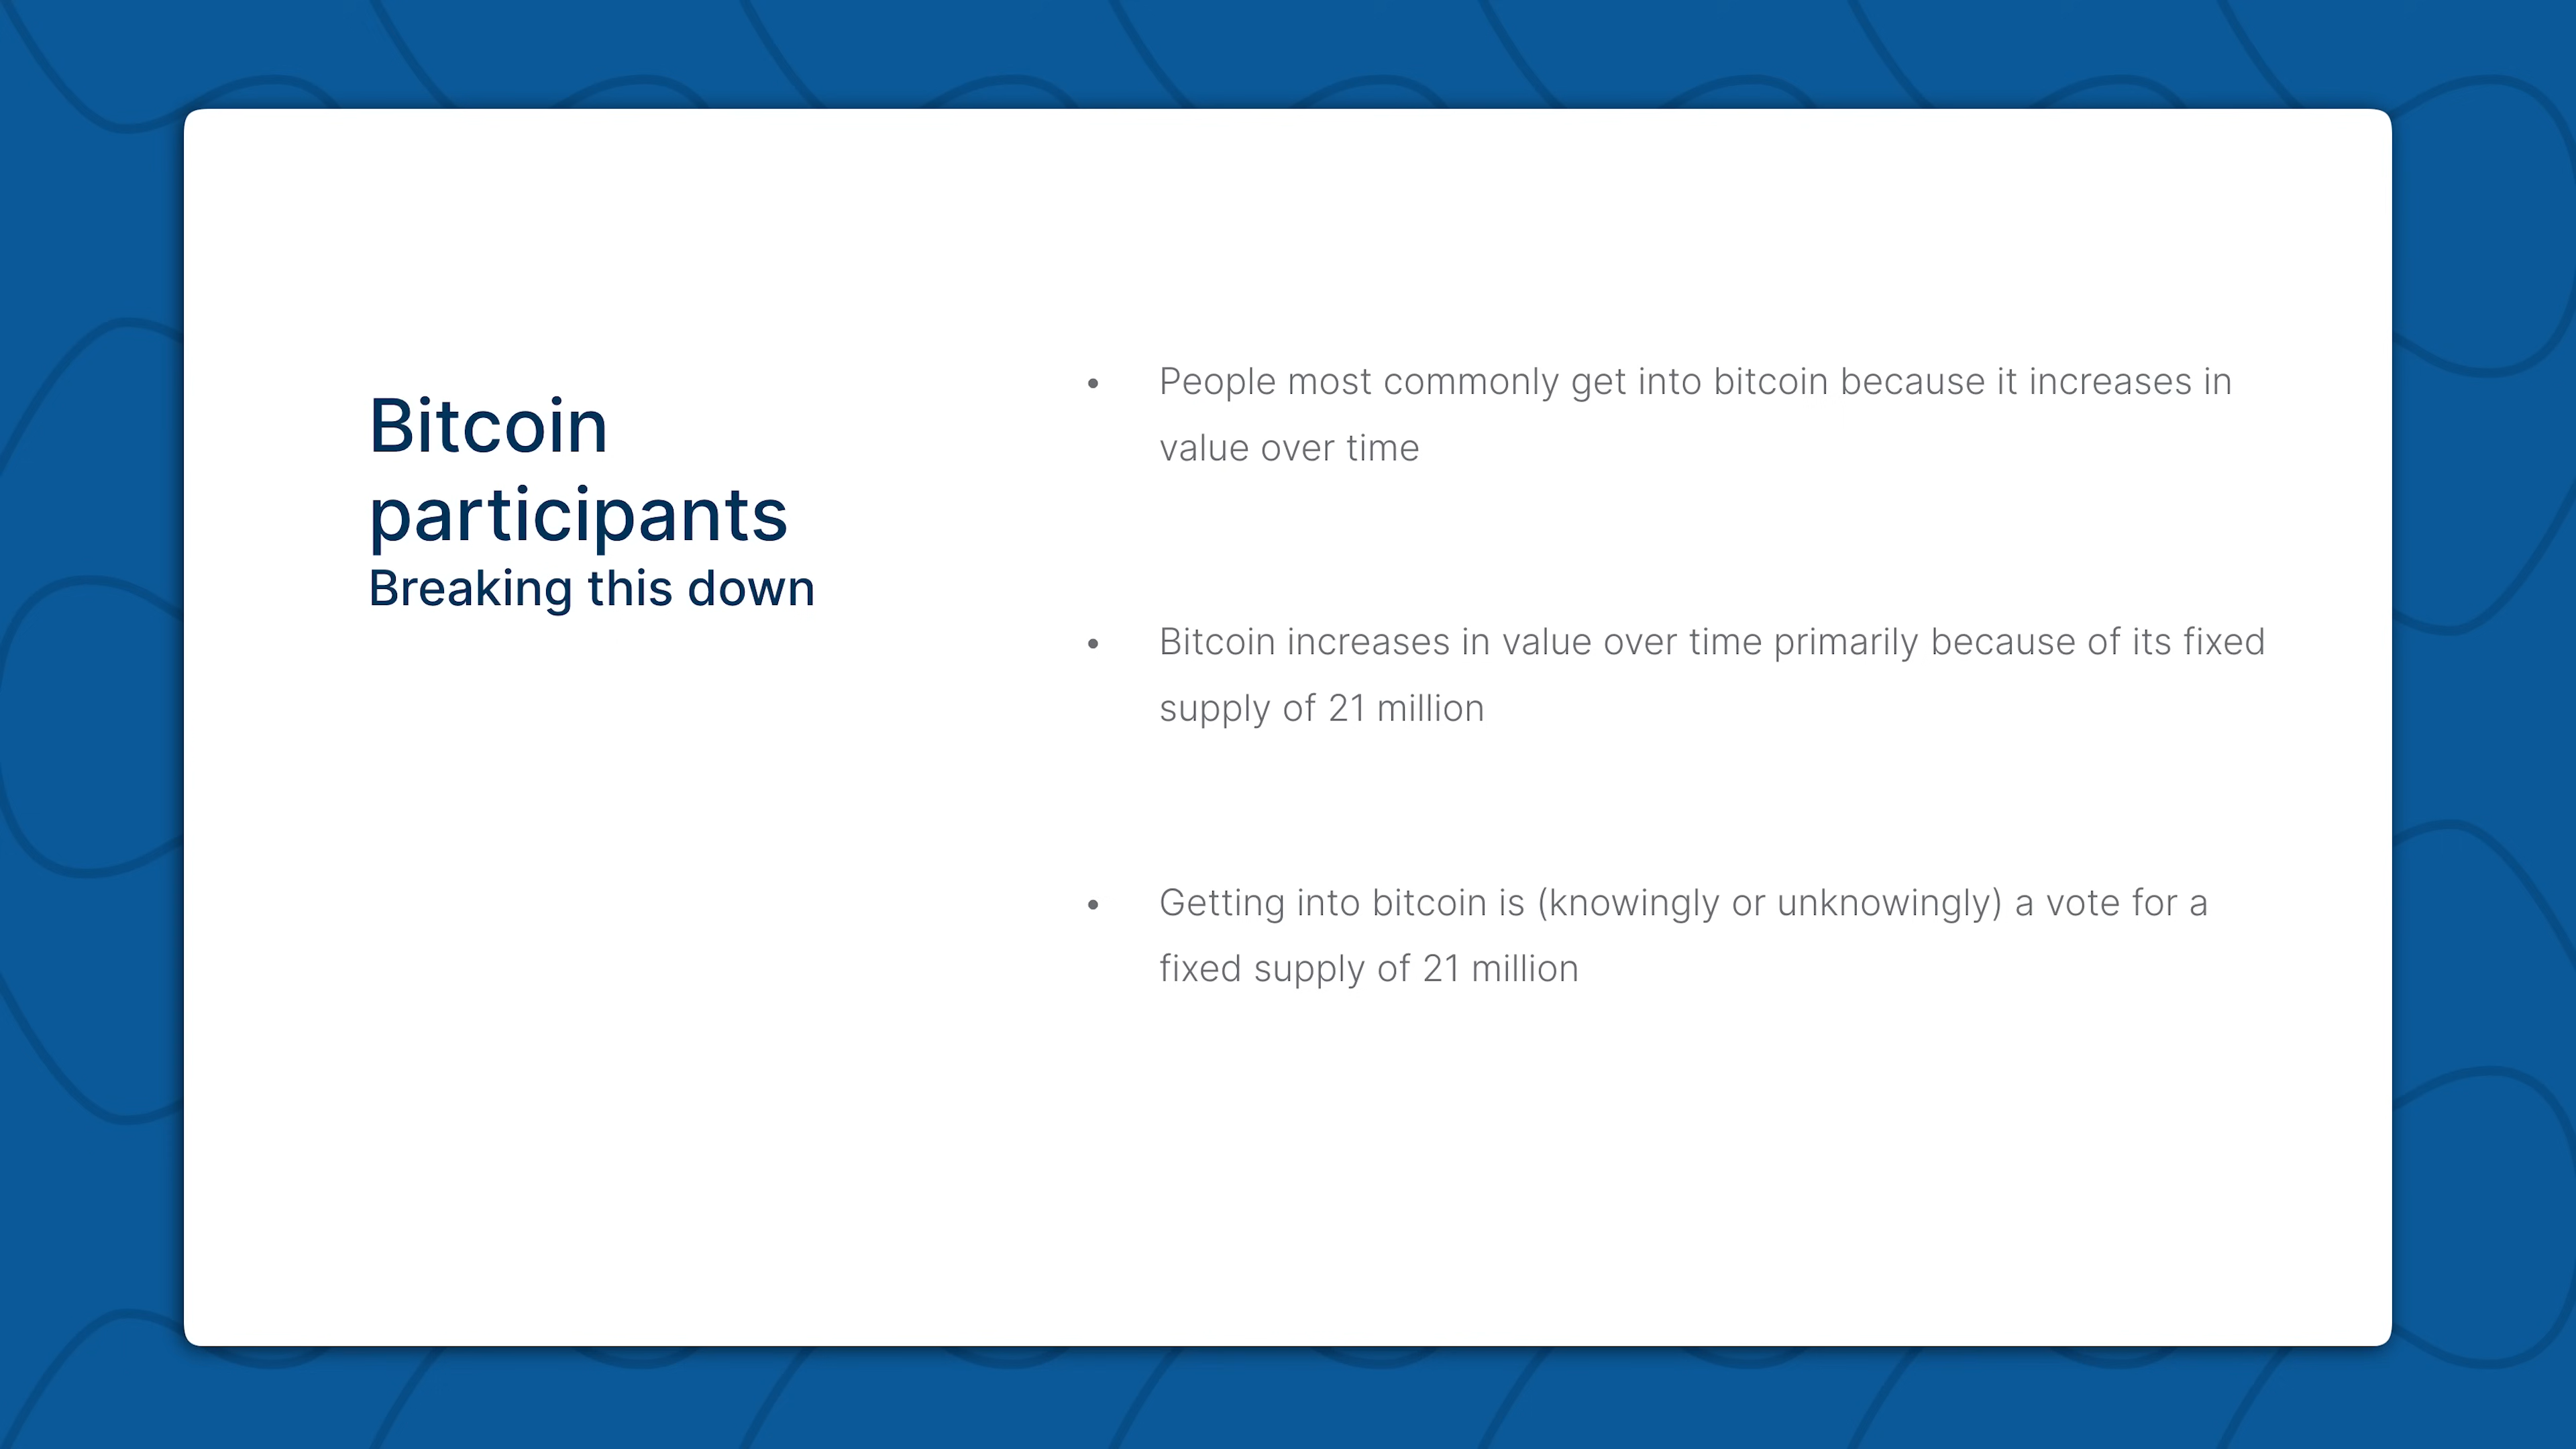 Bitcoin
participants
Breaking this down
• People most commonly get into bitcoin because it increases in
value over time
• Bitcoin increases in value over time primarily because of its fixed
supply of 21 million
• Getting into bitcoin is (knowingly or unknowingly) a vote for a
fixed supply of 21 million